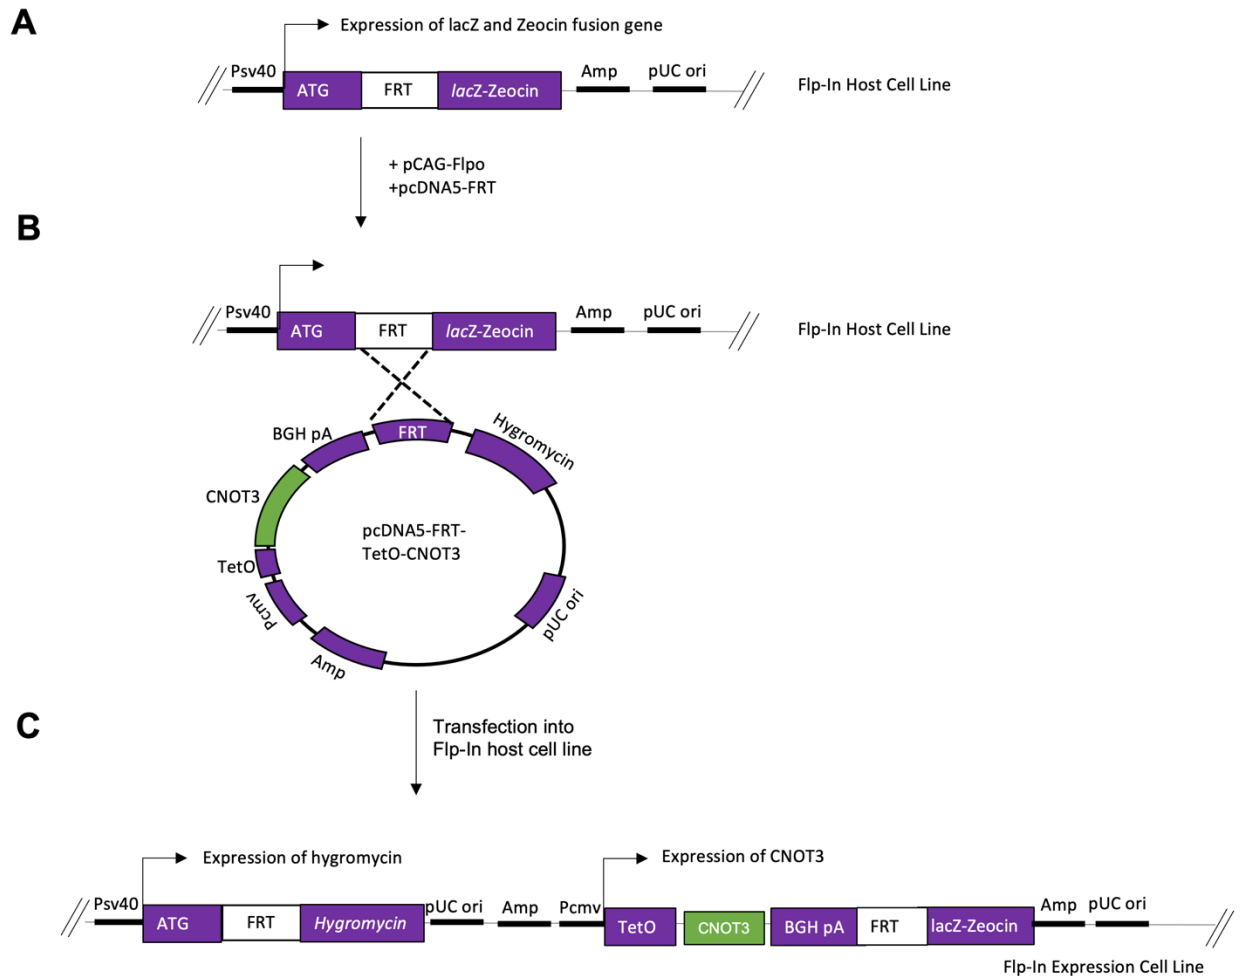 A
Expression of lacZ and Zeocin fusion gene
Psv40
ATG
FRT
lacZ-Zeocin
Amp
pUC ori
Flp-In Host Cell Line
+ pCAG-Flpo
+pcDNA5-FRT
B
Psv40
ATG
FRT
lacZ-Zeocin
Amp
pUC ori
Flp-In Host Cell Line
BGH pA
FRT
Hygromycin
CNOT3
pcDNA5-FRT-
TetO-CNOT3
TetO
Pcmv
Amp
pUC ori
C
Transfection into
Flp-In host cell line
Expression of hygromycin
Expression of CNOT3
Psv40
ATG
FRT
Hygromycin
pUC ori
Amp
Pcmv
TetO
CNOT3
BGH pA
FRT
lacZ-Zeocin
Amp
pUC ori
Flp-In Expression Cell Line